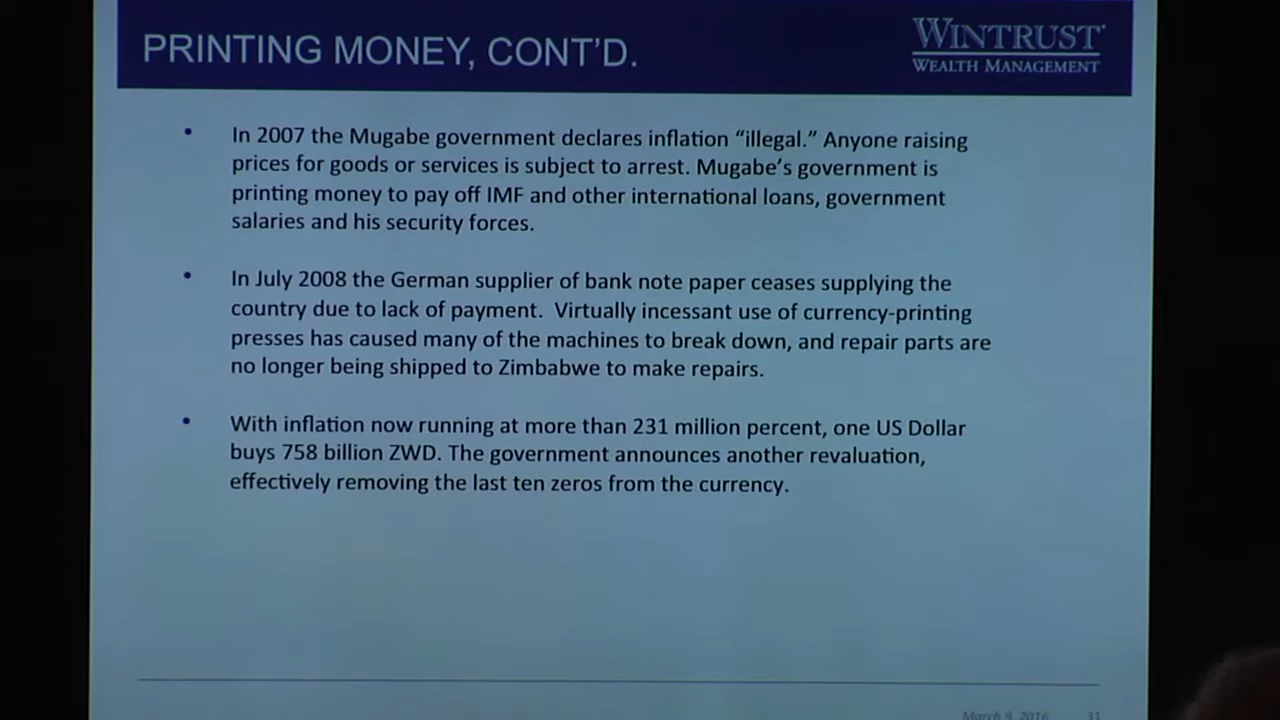 PRINTING MONEY, CONT'D.
WINTRUST
WEALTH MANAGEMENT
• In 2007 the Mugabe government declares inflation “illegal.” Anyone raising
prices for goods or services is subject to arrest. Mugabe’s government is
printing money to pay off IMF and other international loans, government
salaries and his security forces.
• In July 2008 the German supplier of bank note paper ceases supplying the
country due to lack of payment.  Virtually incessant use of currency-printing
presses has caused many of the machines to break down, and repair parts are
no longer being shipped to Zimbabwe to make repairs.
• With inflation now running at more than 231 million percent, one US Dollar
buys 758 billion ZWD. The government announces another revaluation,
effectively removing the last ten zeros from the currency.
March 9, 2016 31